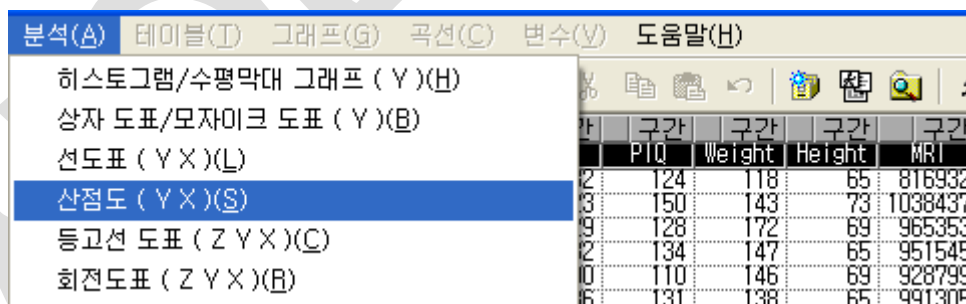 분석(A) 테이블(T) 그래프(G) 곡선(C) 변수(V) 도움말(H)
히스토그램/수평막대 그래프 ( Y )(H)
상자 도표/모자이크 도표 ( Y )(B)
선도표 ( Y X )(L)
산점도 ( Y X )(S)
등고선 도표 ( Z Y X )(C)
회전도표 ( Z Y X )(R)
구간 구간 구간
PIQ Weight Height MRI
124 118 65 816932
150 143 73 1038437
128 172 69 965353
134 147 65 951545
110 146 69 928799
131 138 65 991305